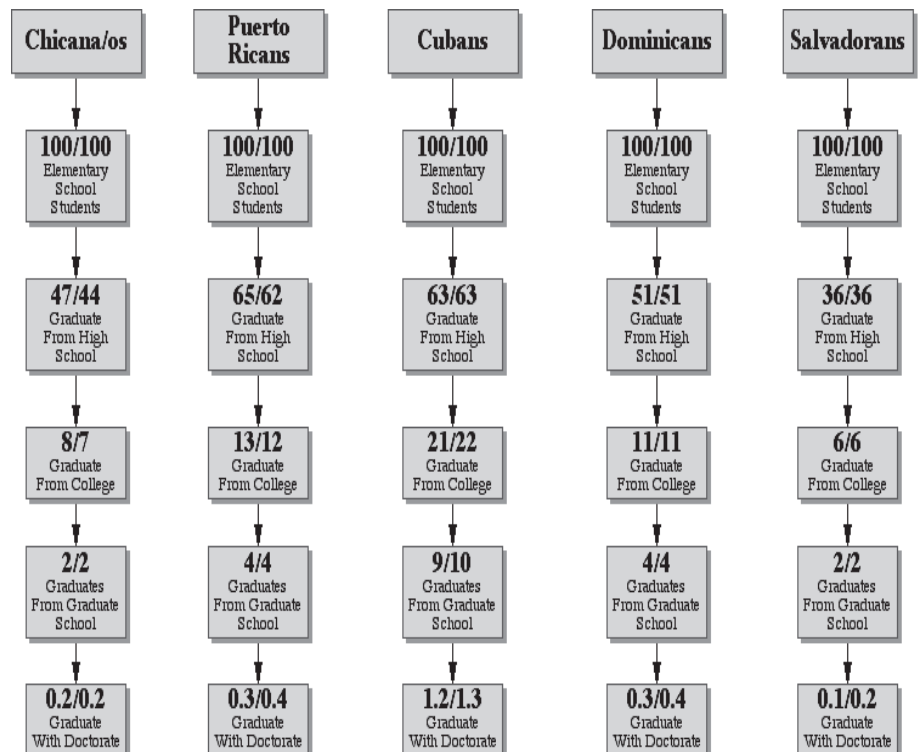 Chicana/os
100/100
Elementary
School
Students
47/44
Graduate
From High
School
8/7
Graduate
From College
2/2
Graduates
From Graduate
School
0.2/0.2
Graduate
With Doctorate
Puerto
Ricans
100/100
Elementary
School
Students
65/62
Graduate
From High
School
13/12
Graduate
From College
4/4
Graduates
From Graduate
School
0.3/0.4
Graduate
With Doctorate
Cubans
100/100
Elementary
School
Students
63/63
Graduate
From High
School
21/22
Graduate
From College
9/10
Graduates
From Graduate
School
1.2/1.3
Graduate
With Doctorate
Dominicans
100/100
Elementary
School
Students
51/51
Graduate
From High
School
11/11
Graduate
From College
4/4
Graduates
From Graduate
School
0.3/0.4
Graduate
With Doctorate
Salvadorans
100/100
Elementary
School
Students
36/36
Graduate
From High
School
6/6
Graduate
From College
2/2
Graduates
From Graduate
School
0.1/0.2
Graduate
With Doctorate